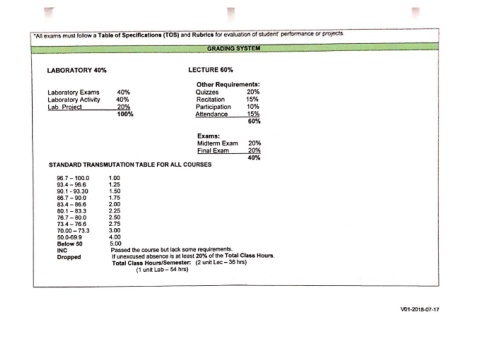 "All exams must follow a Table of Specifications (TOS) and Rubrics for evaluation of student' performance or projects.
GRADING SYSTEM
LABORATORY 40% LECTURE 60%
Other Requirements:
Laboratory Exams 40% Quizzes 20%
Laboratory Activity 40% Recitation 15%
Lab. Project 20% Participation 10%
100% Attendance 15%
60%
Exams:
Midterm Exam 20%
Final Exam 20%
40%
STANDARD TRANSMUTATION TABLE FOR ALL COURSES
96.7 – 100.0 1.00
93.4 – 96.6 1.25
90.1 - 93.30 1.50
86.7 – 90.0 1.75
83.4 – 86.6 2.00
80.1 – 83.3 2.25
76.7 – 80.0 2.50
73.4 – 76.6 2.75
70.00 – 73.3 3.00
50.0-69.9 4.00
Below 50 5.00
INC Passed the course but lack some requirements.
Dropped If unexcused absence is at least 20% of the Total Class Hours.
Total Class Hours/Semester: (2 unit Lec – 36 hrs)
(1 unit Lab – 54 hrs)
V01-2018-07-17